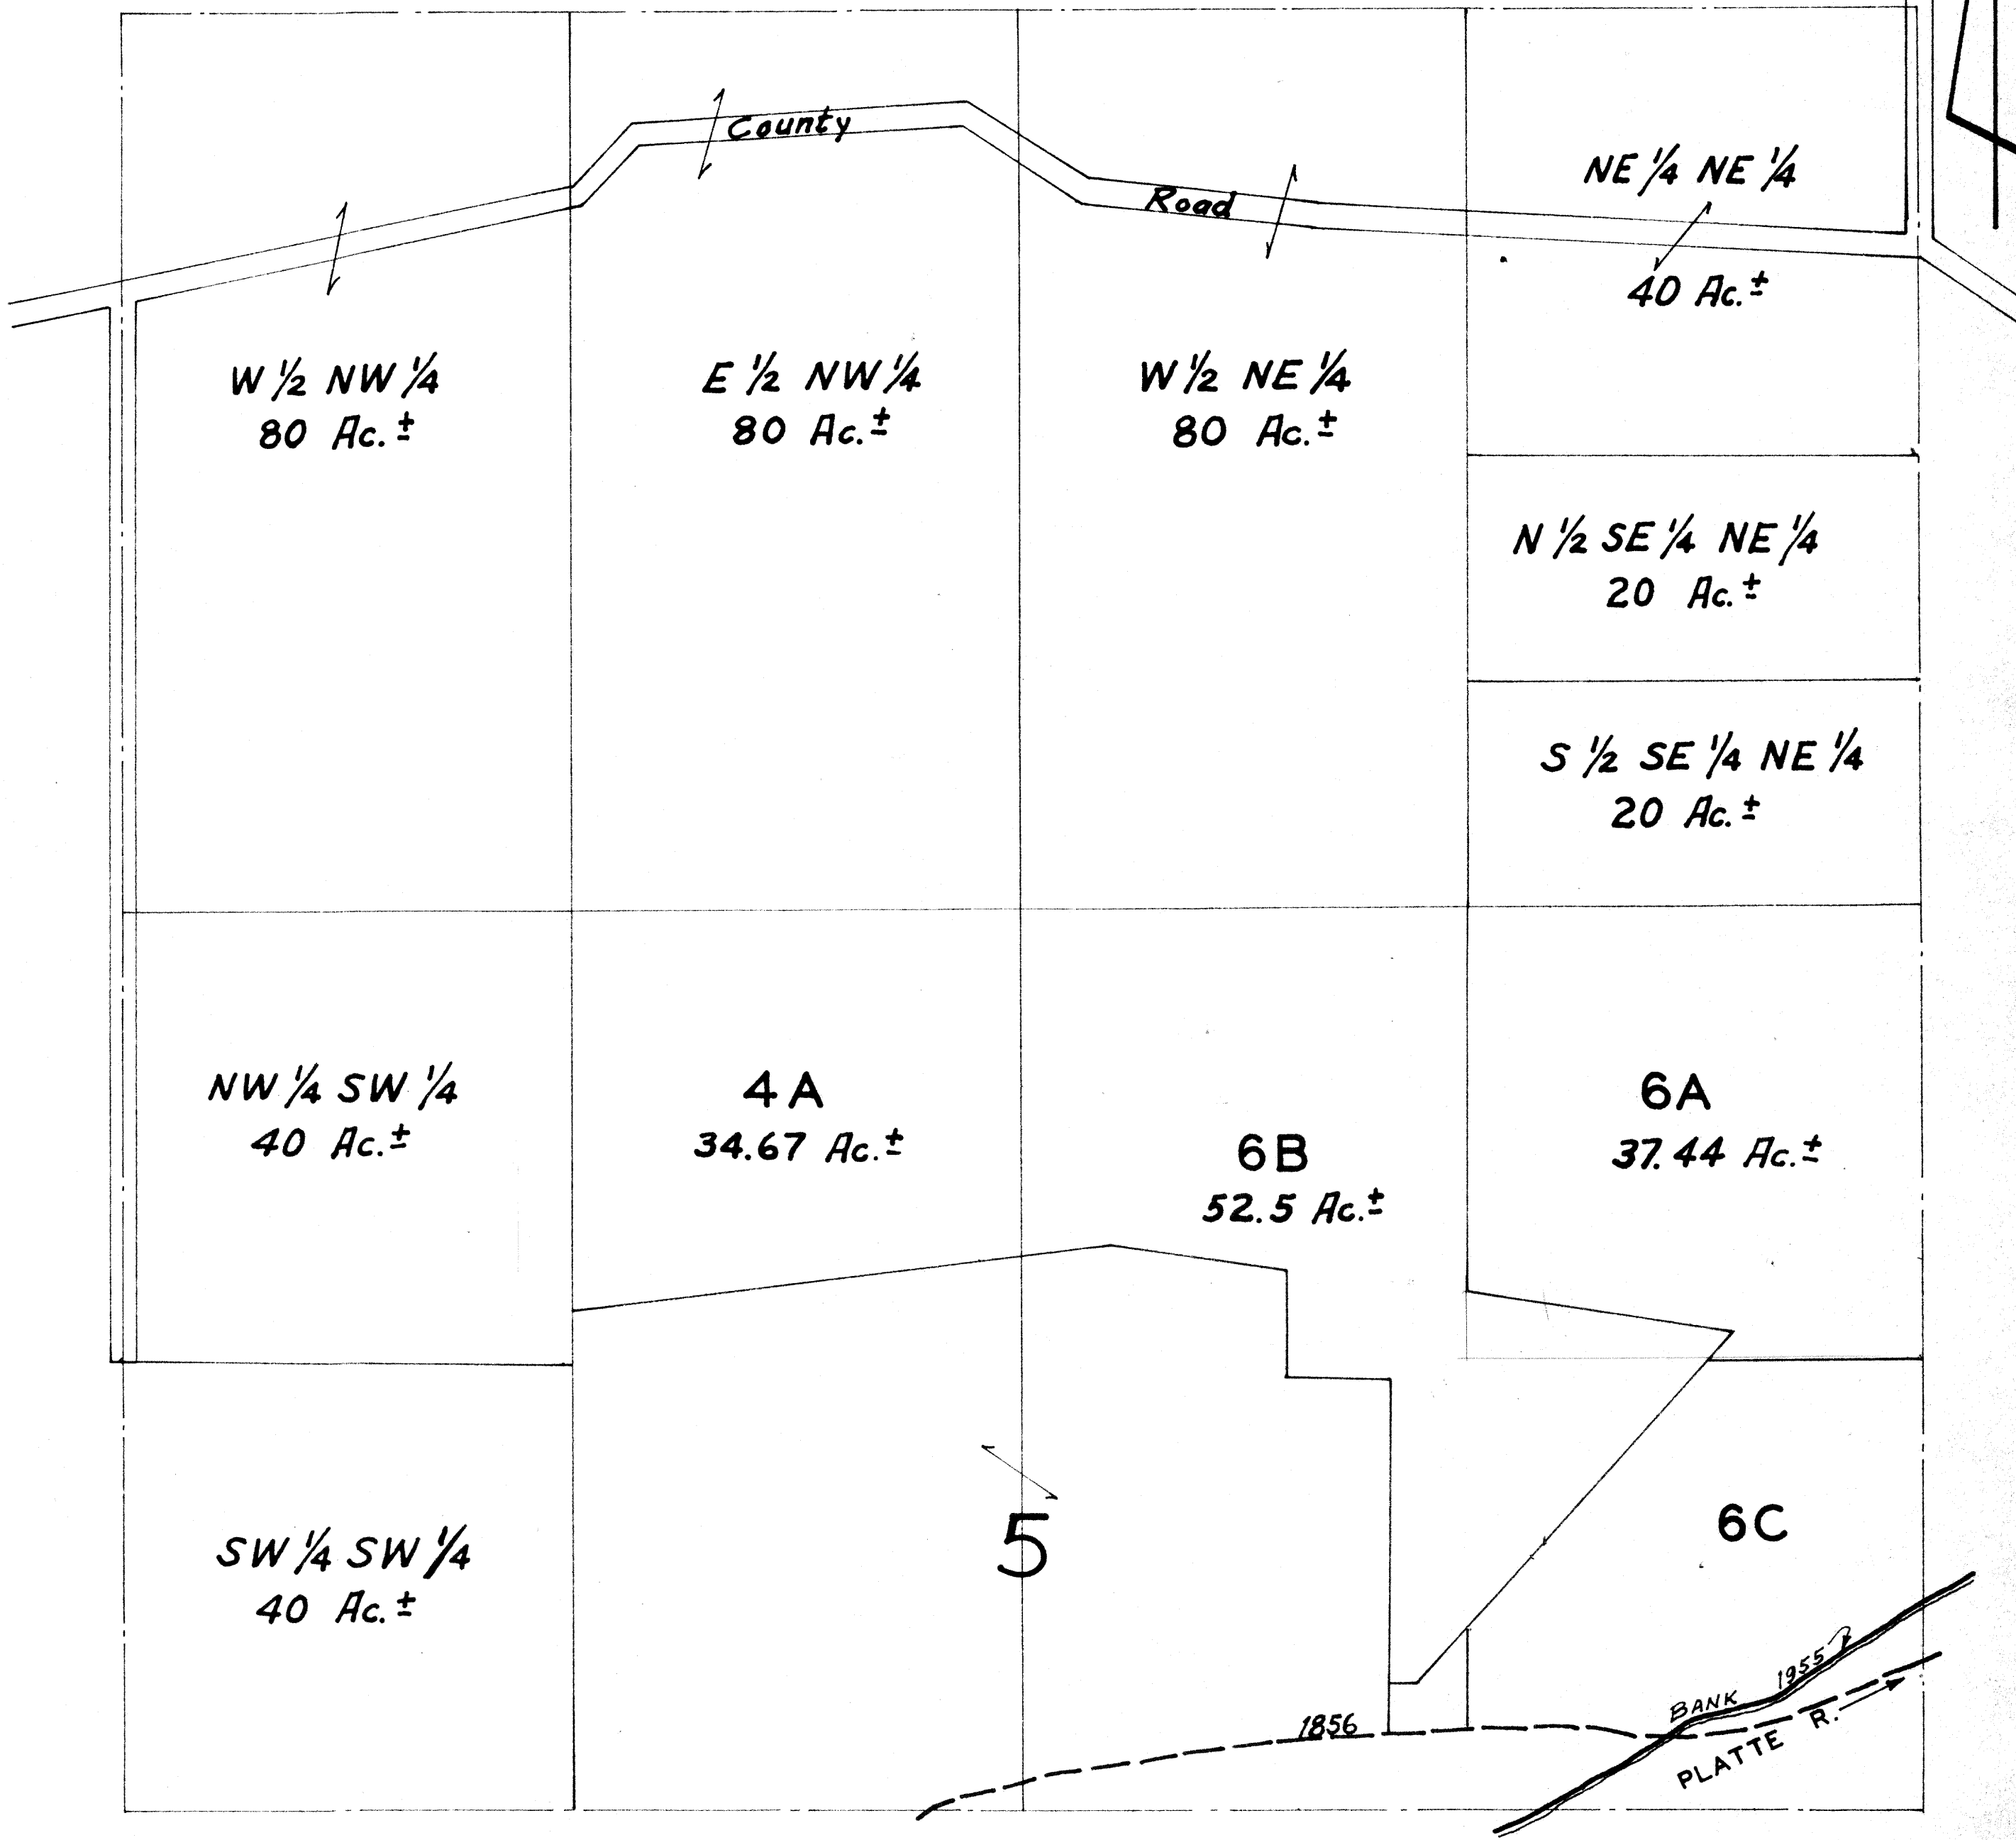 County
Road
NE 1/4 NE 1/4
40 Ac.±
W 1/2 NW 1/4
80 Ac.±
E 1/2 NW 1/4
80 Ac.±
W 1/2 NE 1/4
80 Ac.±
N 1/2 SE 1/4 NE 1/4
20 Ac.±
S 1/2 SE 1/4 NE 1/4
20 Ac.±
NW 1/4 SW 1/4
40 Ac.±
4A
34.67 Ac.±
6B
52.5 Ac.±
6A
37.44 Ac.±
SW 1/4 SW 1/4
40 Ac.±
5
6C
1856
BANK 1955
PLATTE R.